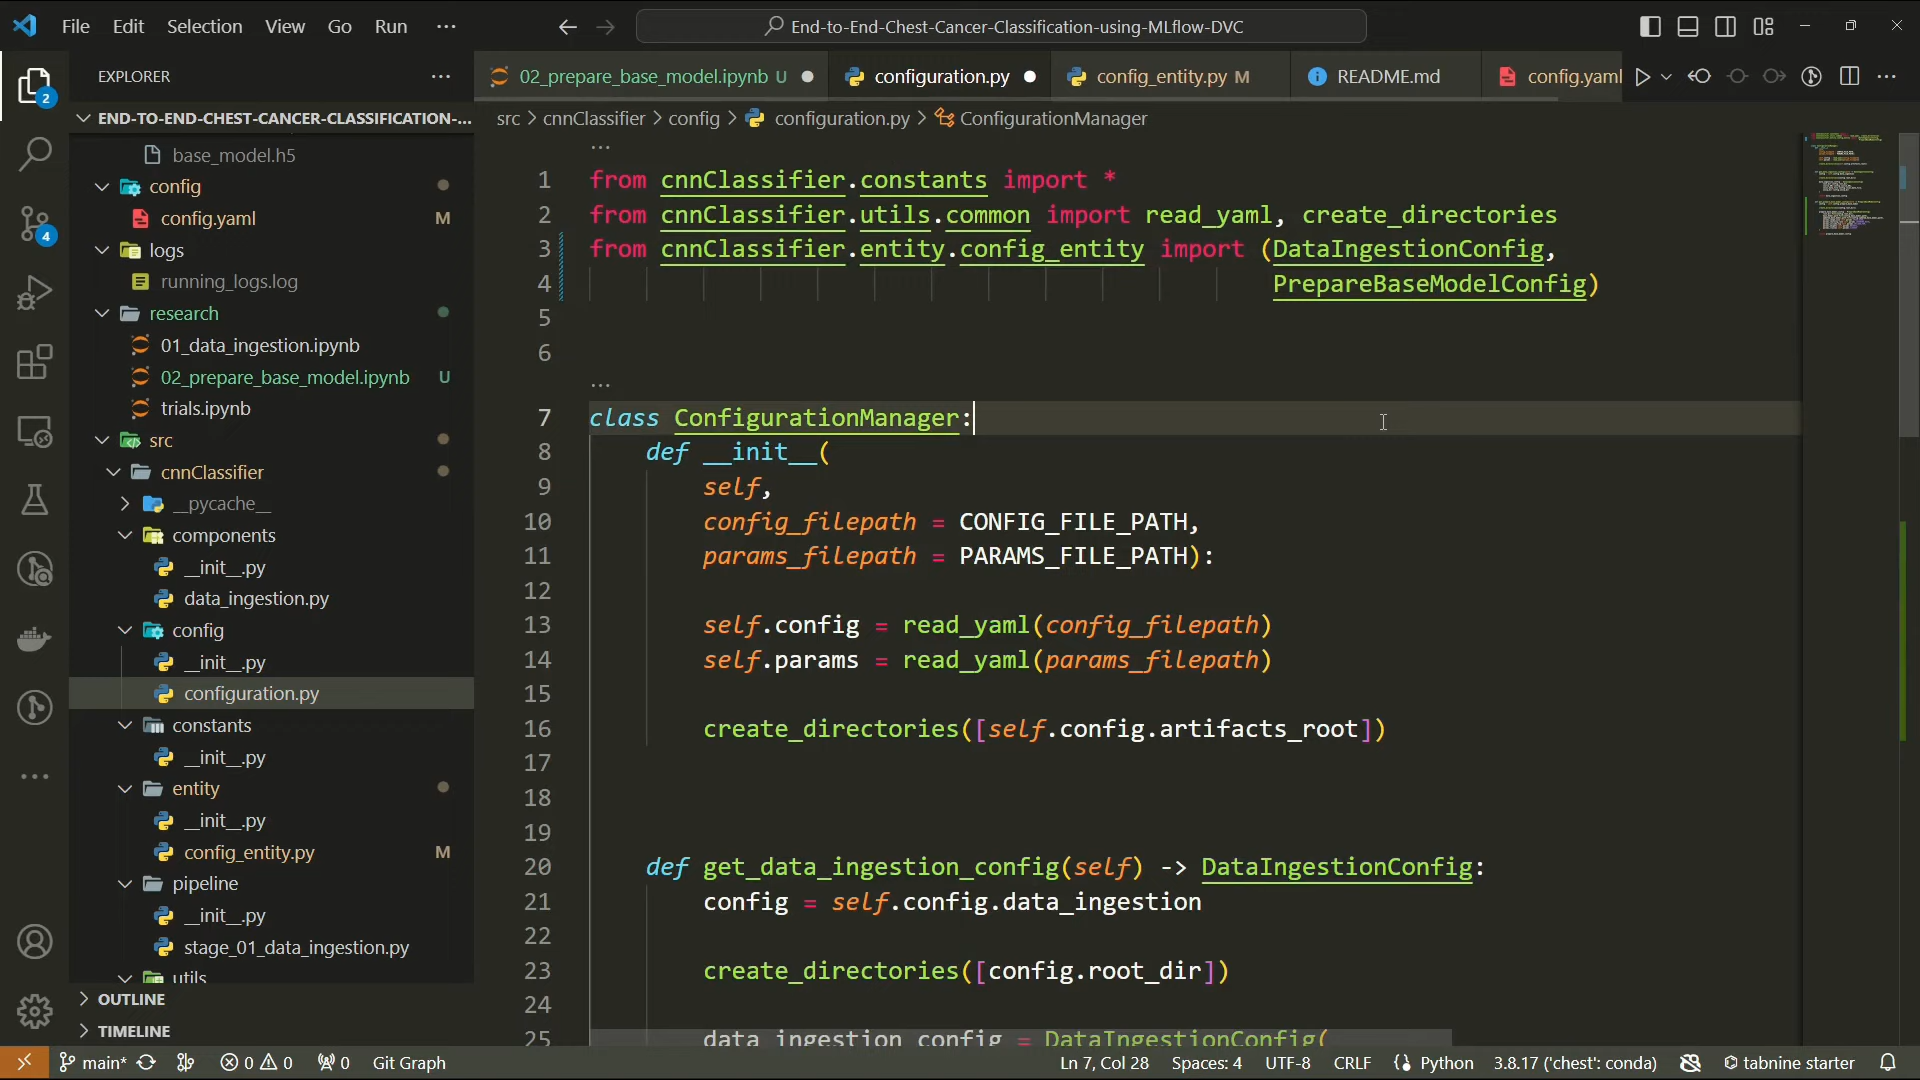 File Edit Selection View Go Run ···
End-to-End-Chest-Cancer-Classification-using-MLflow-DVC
EXPLORER ···
2
4
END-TO-END-CHEST-CANCER-CLASSIFICATION-...
base_model.h5
config
config.yaml M
logs
running_logs.log
research
01_data_ingestion.ipynb
02_prepare_base_model.ipynb U
trials.ipynb
src
cnnClassifier
__pycache__
components
__init__.py
data_ingestion.py
config
__init__.py
configuration.py
constants
__init__.py
entity
__init__.py
config_entity.py M
pipeline
__init__.py
stage_01_data_ingestion.py
utils
OUTLINE
TIMELINE
02_prepare_base_model.ipynb U configuration.py config_entity.py M README.md config.yaml
src > cnnClassifier > config > configuration.py > ConfigurationManager
...
1 from cnnClassifier.constants import *
2 from cnnClassifier.utils.common import read_yaml, create_directories
3 from cnnClassifier.entity.config_entity import (DataIngestionConfig,
4 PrepareBaseModelConfig)
5
6
...
7 class ConfigurationManager:
8 def __init__(
9 self,
10 config_filepath = CONFIG_FILE_PATH,
11 params_filepath = PARAMS_FILE_PATH):
12
13 self.config = read_yaml(config_filepath)
14 self.params = read_yaml(params_filepath)
15
16 create_directories([self.config.artifacts_root])
17
18
19
20 def get_data_ingestion_config(self) -> DataIngestionConfig:
21 config = self.config.data_ingestion
22
23 create_directories([config.root_dir])
24
25 data_ingestion_config = DataIngestionConfig(
main* 0 0 0 Git Graph Ln 7, Col 28 Spaces: 4 UTF-8 CRLF Python 3.8.17 ('chest': conda) tabnine starter